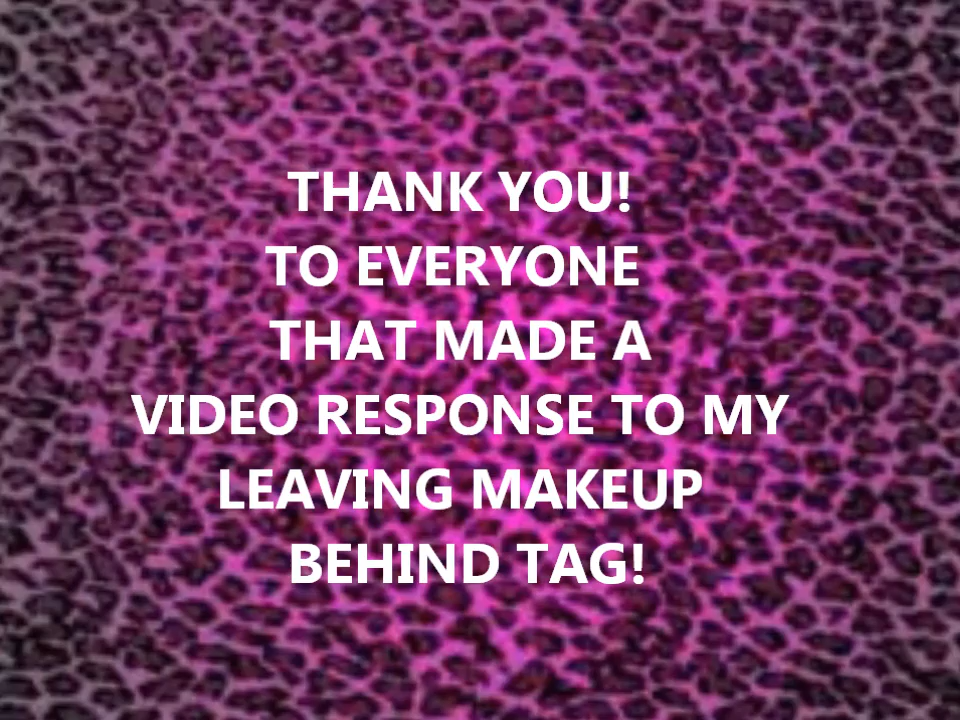 THANK YOU!
TO EVERYONE
THAT MADE A
VIDEO RESPONSE TO MY
LEAVING MAKEUP
BEHIND TAG!